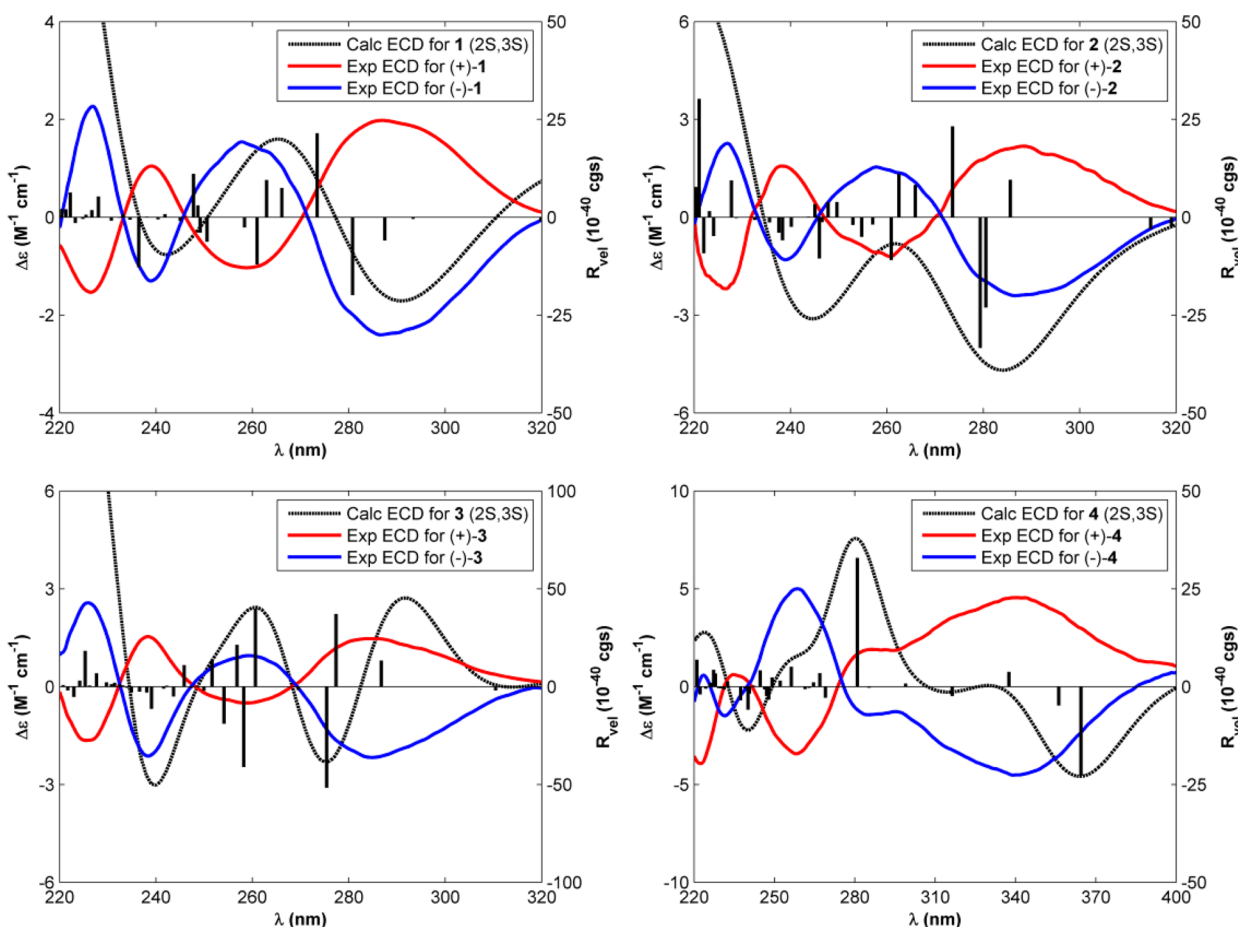 4
2
0
-2
-4
50
25
0
-25
-50
Calc ECD for 1 (2S,3S)
Exp ECD for (+)-1
Exp ECD for (-)-1
Δε (M-1 cm-1)
Rvel (10-40 cgs)
220 240 260 280 300 320
λ (nm)
6
3
0
-3
-6
50
25
0
-25
-50
Calc ECD for 2 (2S,3S)
Exp ECD for (+)-2
Exp ECD for (-)-2
Δε (M-1 cm-1)
Rvel (10-40 cgs)
220 240 260 280 300 320
λ (nm)
6
3
0
-3
-6
100
50
0
-50
-100
Calc ECD for 3 (2S,3S)
Exp ECD for (+)-3
Exp ECD for (-)-3
Δε (M-1 cm-1)
Rvel (10-40 cgs)
220 240 260 280 300 320
λ (nm)
10
5
0
-5
-10
50
25
0
-25
-50
Calc ECD for 4 (2S,3S)
Exp ECD for (+)-4
Exp ECD for (-)-4
Δε (M-1 cm-1)
Rvel (10-40 cgs)
220 250 280 310 340 370 400
λ (nm)